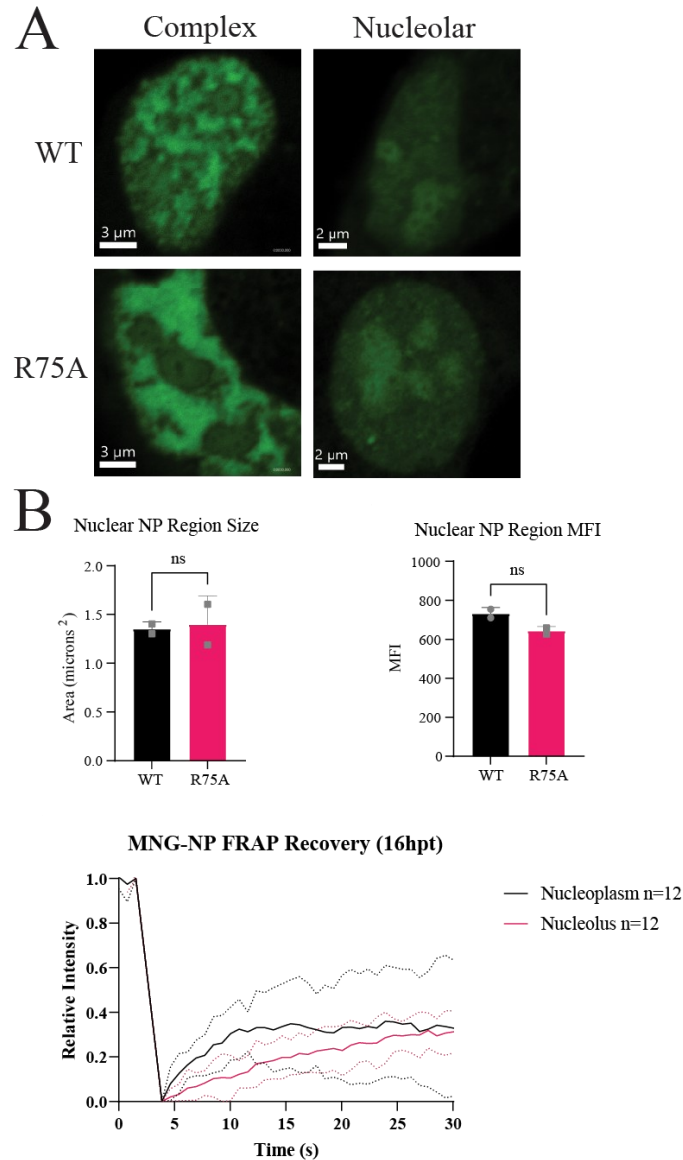 A
Complex Nucleolar
WT
3 µm
2 µm
R75A
3 µm
2 µm
B
Nuclear NP Region Size
ns
2.0
1.5
1.0
0.5
0.0
Area (microns ²)
WT R75A
Nuclear NP Region MFI
ns
1000
800
600
400
200
0
MFI
WT R75A
MNG-NP FRAP Recovery (16hpt)
1.0
0.8
0.6
0.4
0.2
0.0
Relative Intensity
0 5 10 15 20 25 30
Time (s)
Nucleoplasm n=12
Nucleolus n=12